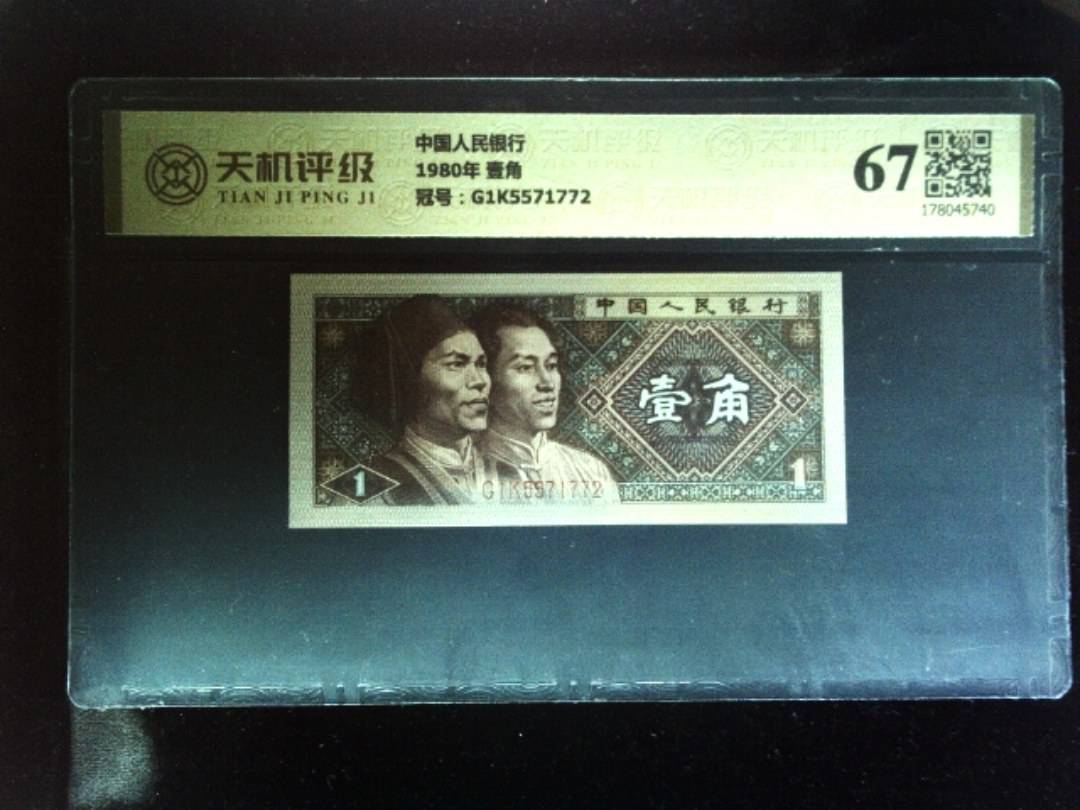 天机评级
TIAN JI PING JI
中国人民银行
1980年 壹角
冠号：G1K5571772
67
178045740
中国人民银行
壹角
1
G1K5571772
1